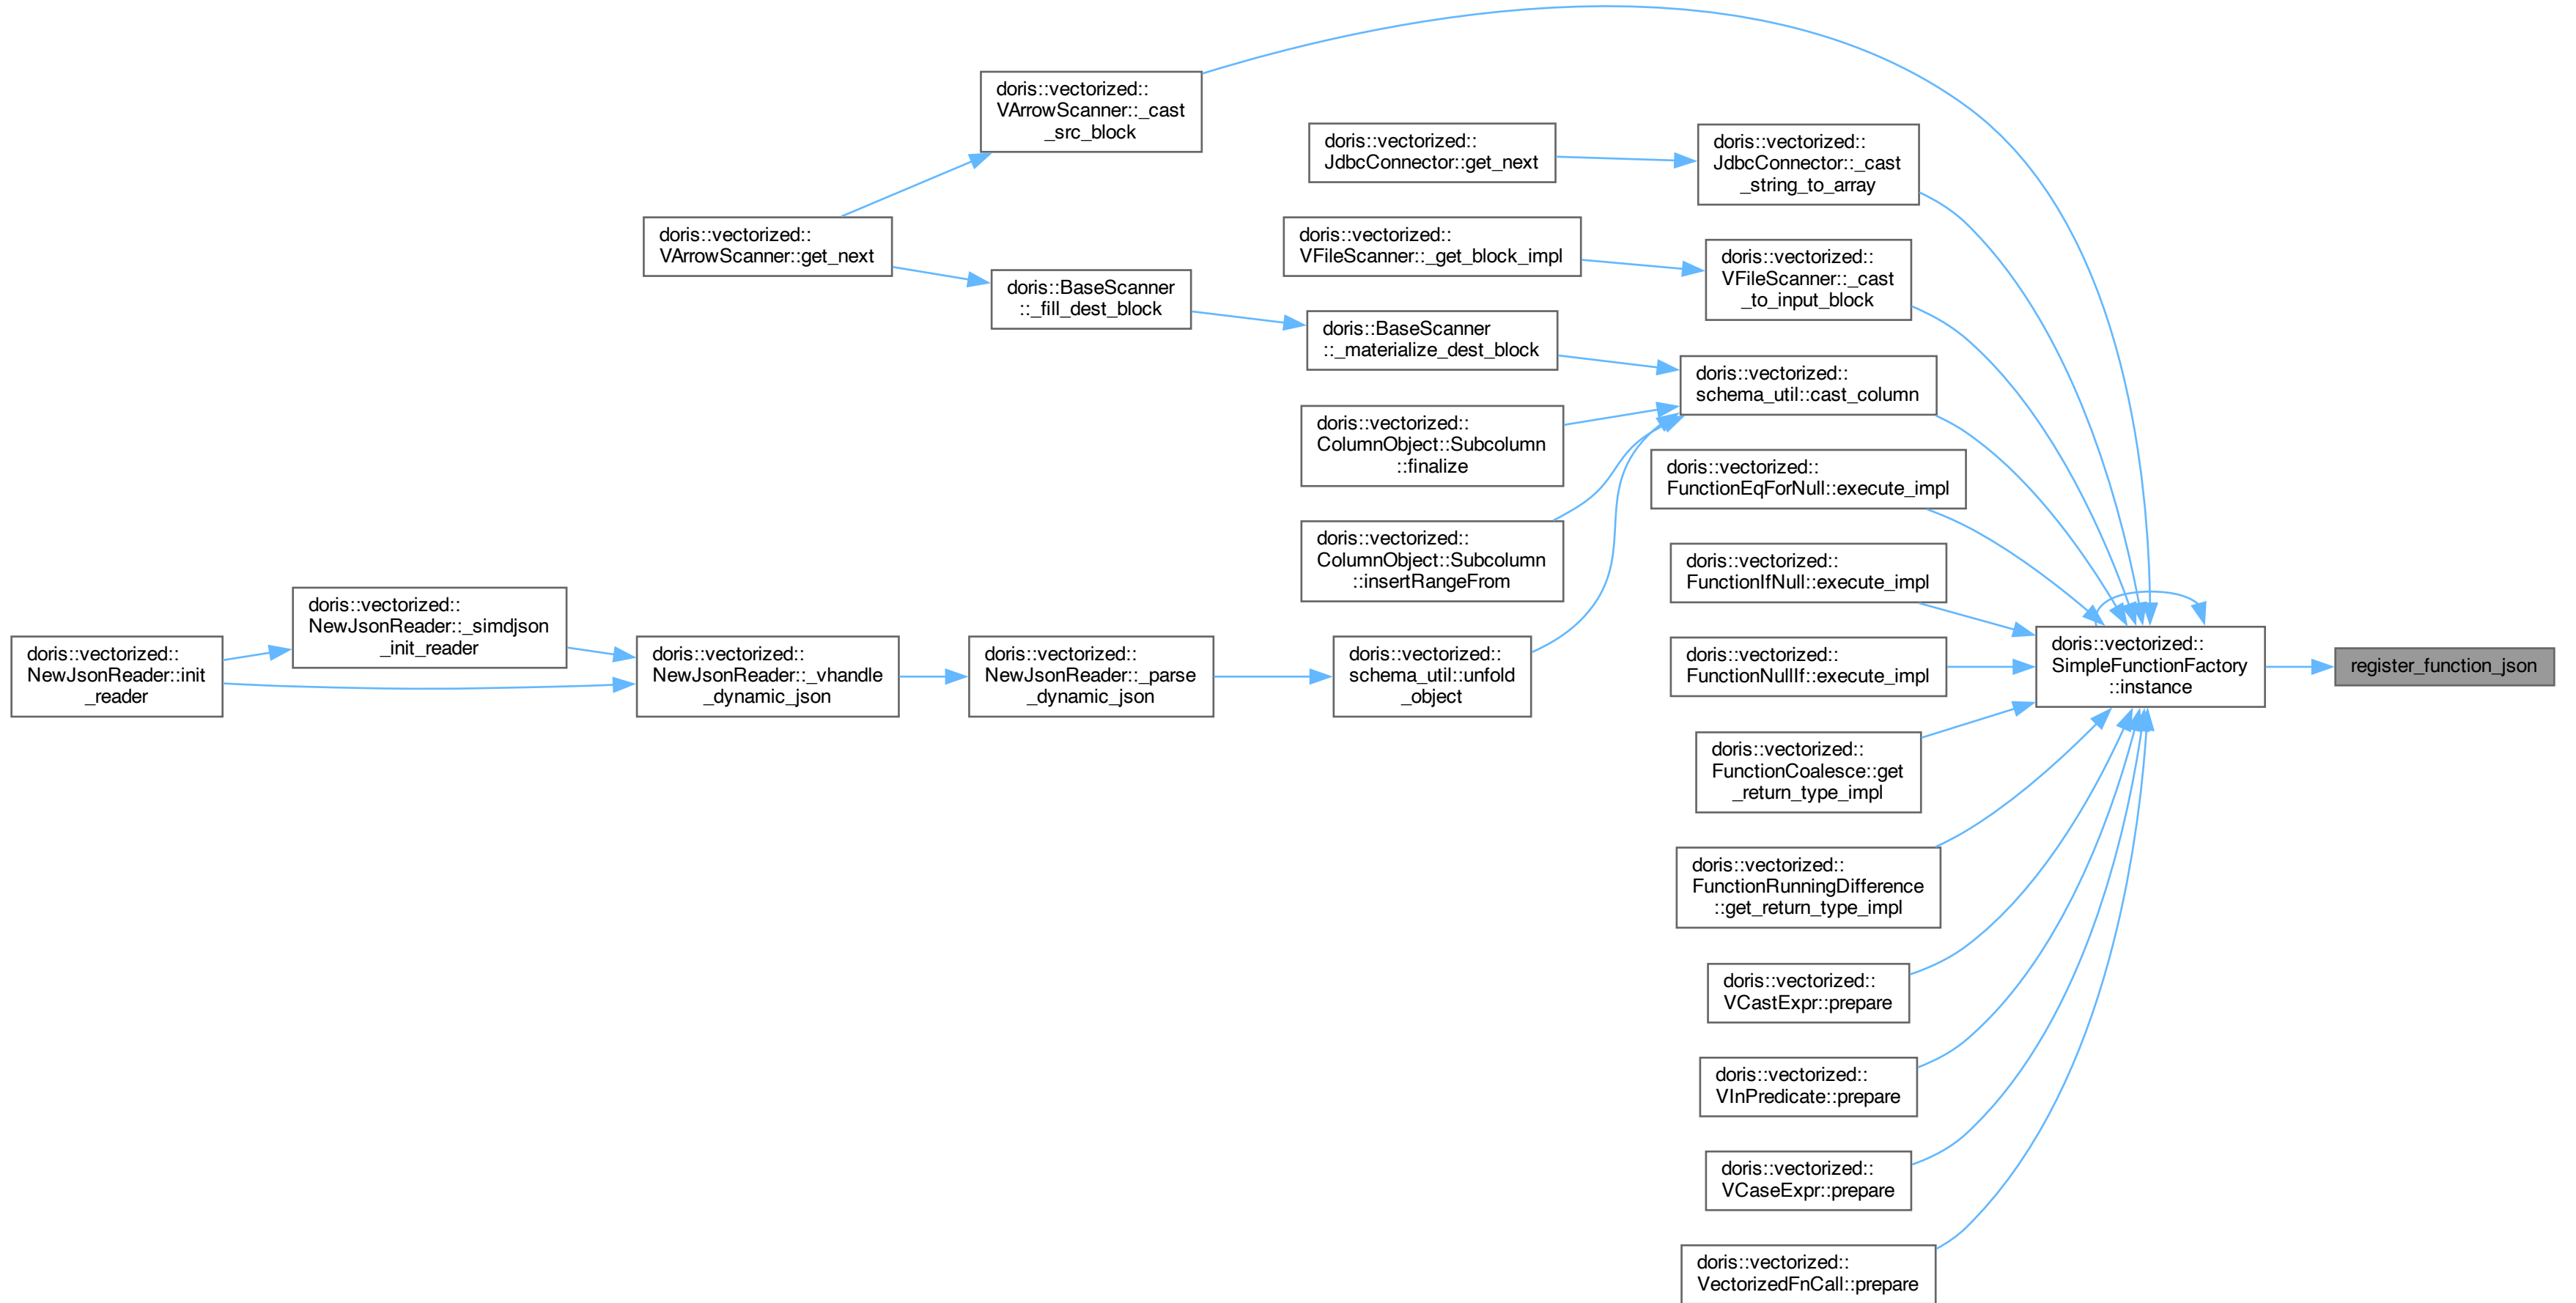 doris::vectorized::
VArrowScanner::_cast
_src_block
doris::vectorized::
JdbcConnector::get_next
doris::vectorized::
JdbcConnector::_cast
_string_to_array
doris::vectorized::
VArrowScanner::get_next
doris::vectorized::
VFileScanner::_get_block_impl
doris::vectorized::
VFileScanner::_cast
_to_input_block
doris::BaseScanner
::_fill_dest_block
doris::BaseScanner
::_materialize_dest_block
doris::vectorized::
schema_util::cast_column
doris::vectorized::
ColumnObject::Subcolumn
::finalize
doris::vectorized::
FunctionEqForNull::execute_impl
doris::vectorized::
ColumnObject::Subcolumn
::insertRangeFrom
doris::vectorized::
FunctionIfNull::execute_impl
doris::vectorized::
NewJsonReader::_simdjson
_init_reader
doris::vectorized::
NewJsonReader::init
_reader
doris::vectorized::
NewJsonReader::_vhandle
_dynamic_json
doris::vectorized::
NewJsonReader::_parse
_dynamic_json
doris::vectorized::
schema_util::unfold
_object
doris::vectorized::
FunctionNullIf::execute_impl
doris::vectorized::
SimpleFunctionFactory
::instance
register_function_json
doris::vectorized::
FunctionCoalesce::get
_return_type_impl
doris::vectorized::
FunctionRunningDifference
::get_return_type_impl
doris::vectorized::
VCastExpr::prepare
doris::vectorized::
VInPredicate::prepare
doris::vectorized::
VCaseExpr::prepare
doris::vectorized::
VectorizedFnCall::prepare